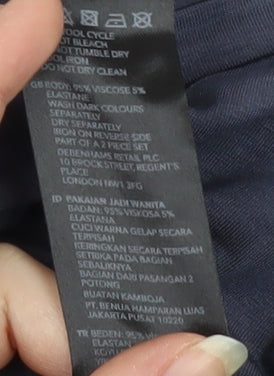 OOL CYCLE
OT BLEACH
NOT TUMBLE DRY
OOL IRON
DO NOT DRY CLEAN
GB BODY: 95% VISCOSE 5%
ELASTANE
WASH DARK COLOURS
SEPARATELY
DRY SEPARATELY
IRON ON REVERSE SIDE
PART OF A 2 PIECE SET
DEBENHAMS RETAIL PLC
10 BROCK STREET, REGENT'S
PLACE
LONDON NW1 3FG
ID PAKAIAN JADI WANITA
BADAN: 95% VISKOSA 5%
ELASTANA
CUCI WARNA GELAP SECARA
TERPISAH
KERINGKAN SECARA TERPISAH
SETRIKA PADA BAGIAN
SEBALIKNYA
BAGIAN DARI PASANGAN 2
POTONG
BUATAN KAMBOJA
PT. BENUA HAMPARAN LUAS
JAKARTA PUSAT 10220
TR BEDEN: 95% VI
ELASTAN